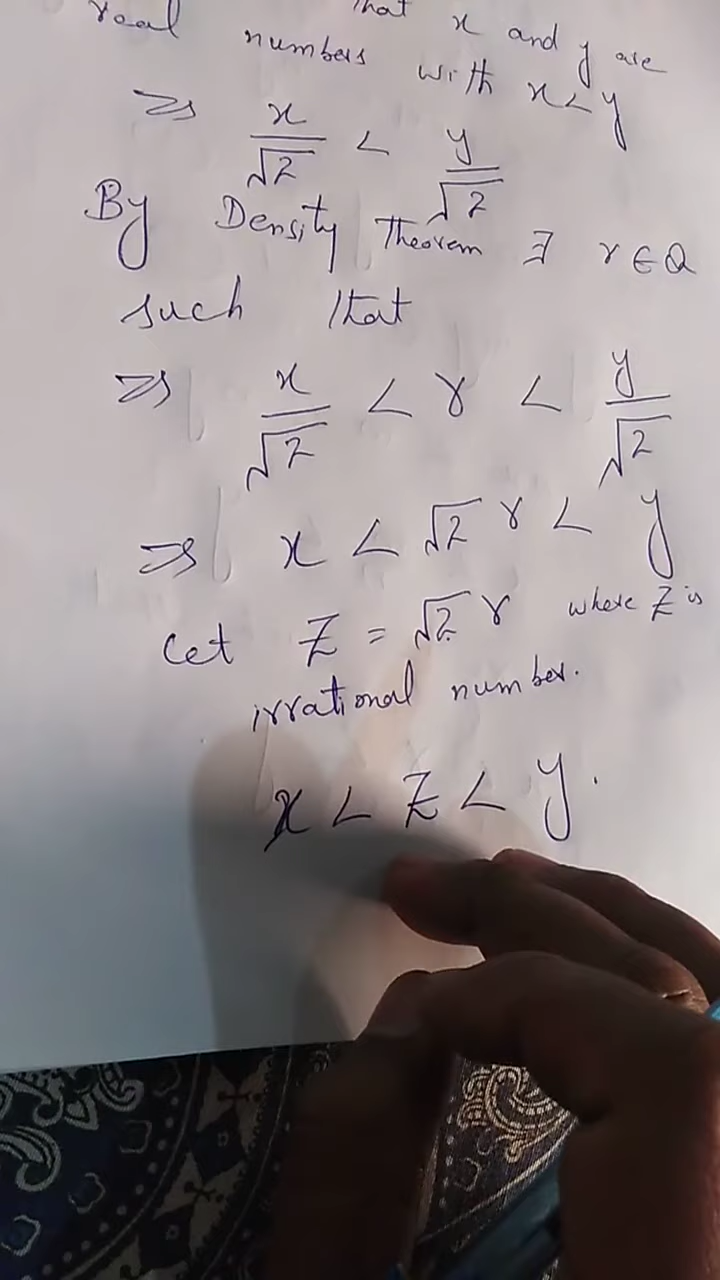 real that x and y are
numbers with x < y
⇒ x/√2 < y/√2
By Density Theorem ∃ r ∈ Q
such that
⇒ x/√2 < r < y/√2
⇒ x < √2 r < y
Let Z = √2 r where Z is
irrational number.
x < Z < y.